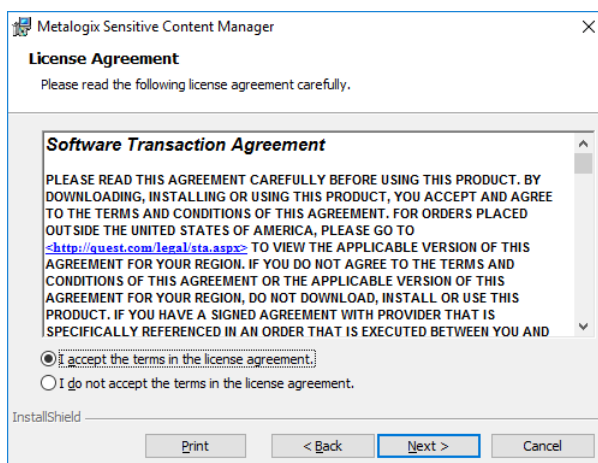 Metalogix Sensitive Content Manager
License Agreement
Please read the following license agreement carefully.
Software Transaction Agreement
PLEASE READ THIS AGREEMENT CAREFULLY BEFORE USING THIS PRODUCT. BY
DOWNLOADING, INSTALLING OR USING THIS PRODUCT, YOU ACCEPT AND AGREE
TO THE TERMS AND CONDITIONS OF THIS AGREEMENT. FOR ORDERS PLACED
OUTSIDE THE UNITED STATES OF AMERICA, PLEASE GO TO
<http://quest.com/legal/sta.aspx> TO VIEW THE APPLICABLE VERSION OF THIS
AGREEMENT FOR YOUR REGION. IF YOU DO NOT AGREE TO THE TERMS AND
CONDITIONS OF THIS AGREEMENT OR THE APPLICABLE VERSION OF THIS
AGREEMENT FOR YOUR REGION, DO NOT DOWNLOAD, INSTALL OR USE THIS
PRODUCT. IF YOU HAVE A SIGNED AGREEMENT WITH PROVIDER THAT IS
SPECIFICALLY REFERENCED IN AN ORDER THAT IS EXECUTED BETWEEN YOU AND
I accept the terms in the license agreement.
I do not accept the terms in the license agreement.
InstallShield
Print
< Back
Next >
Cancel